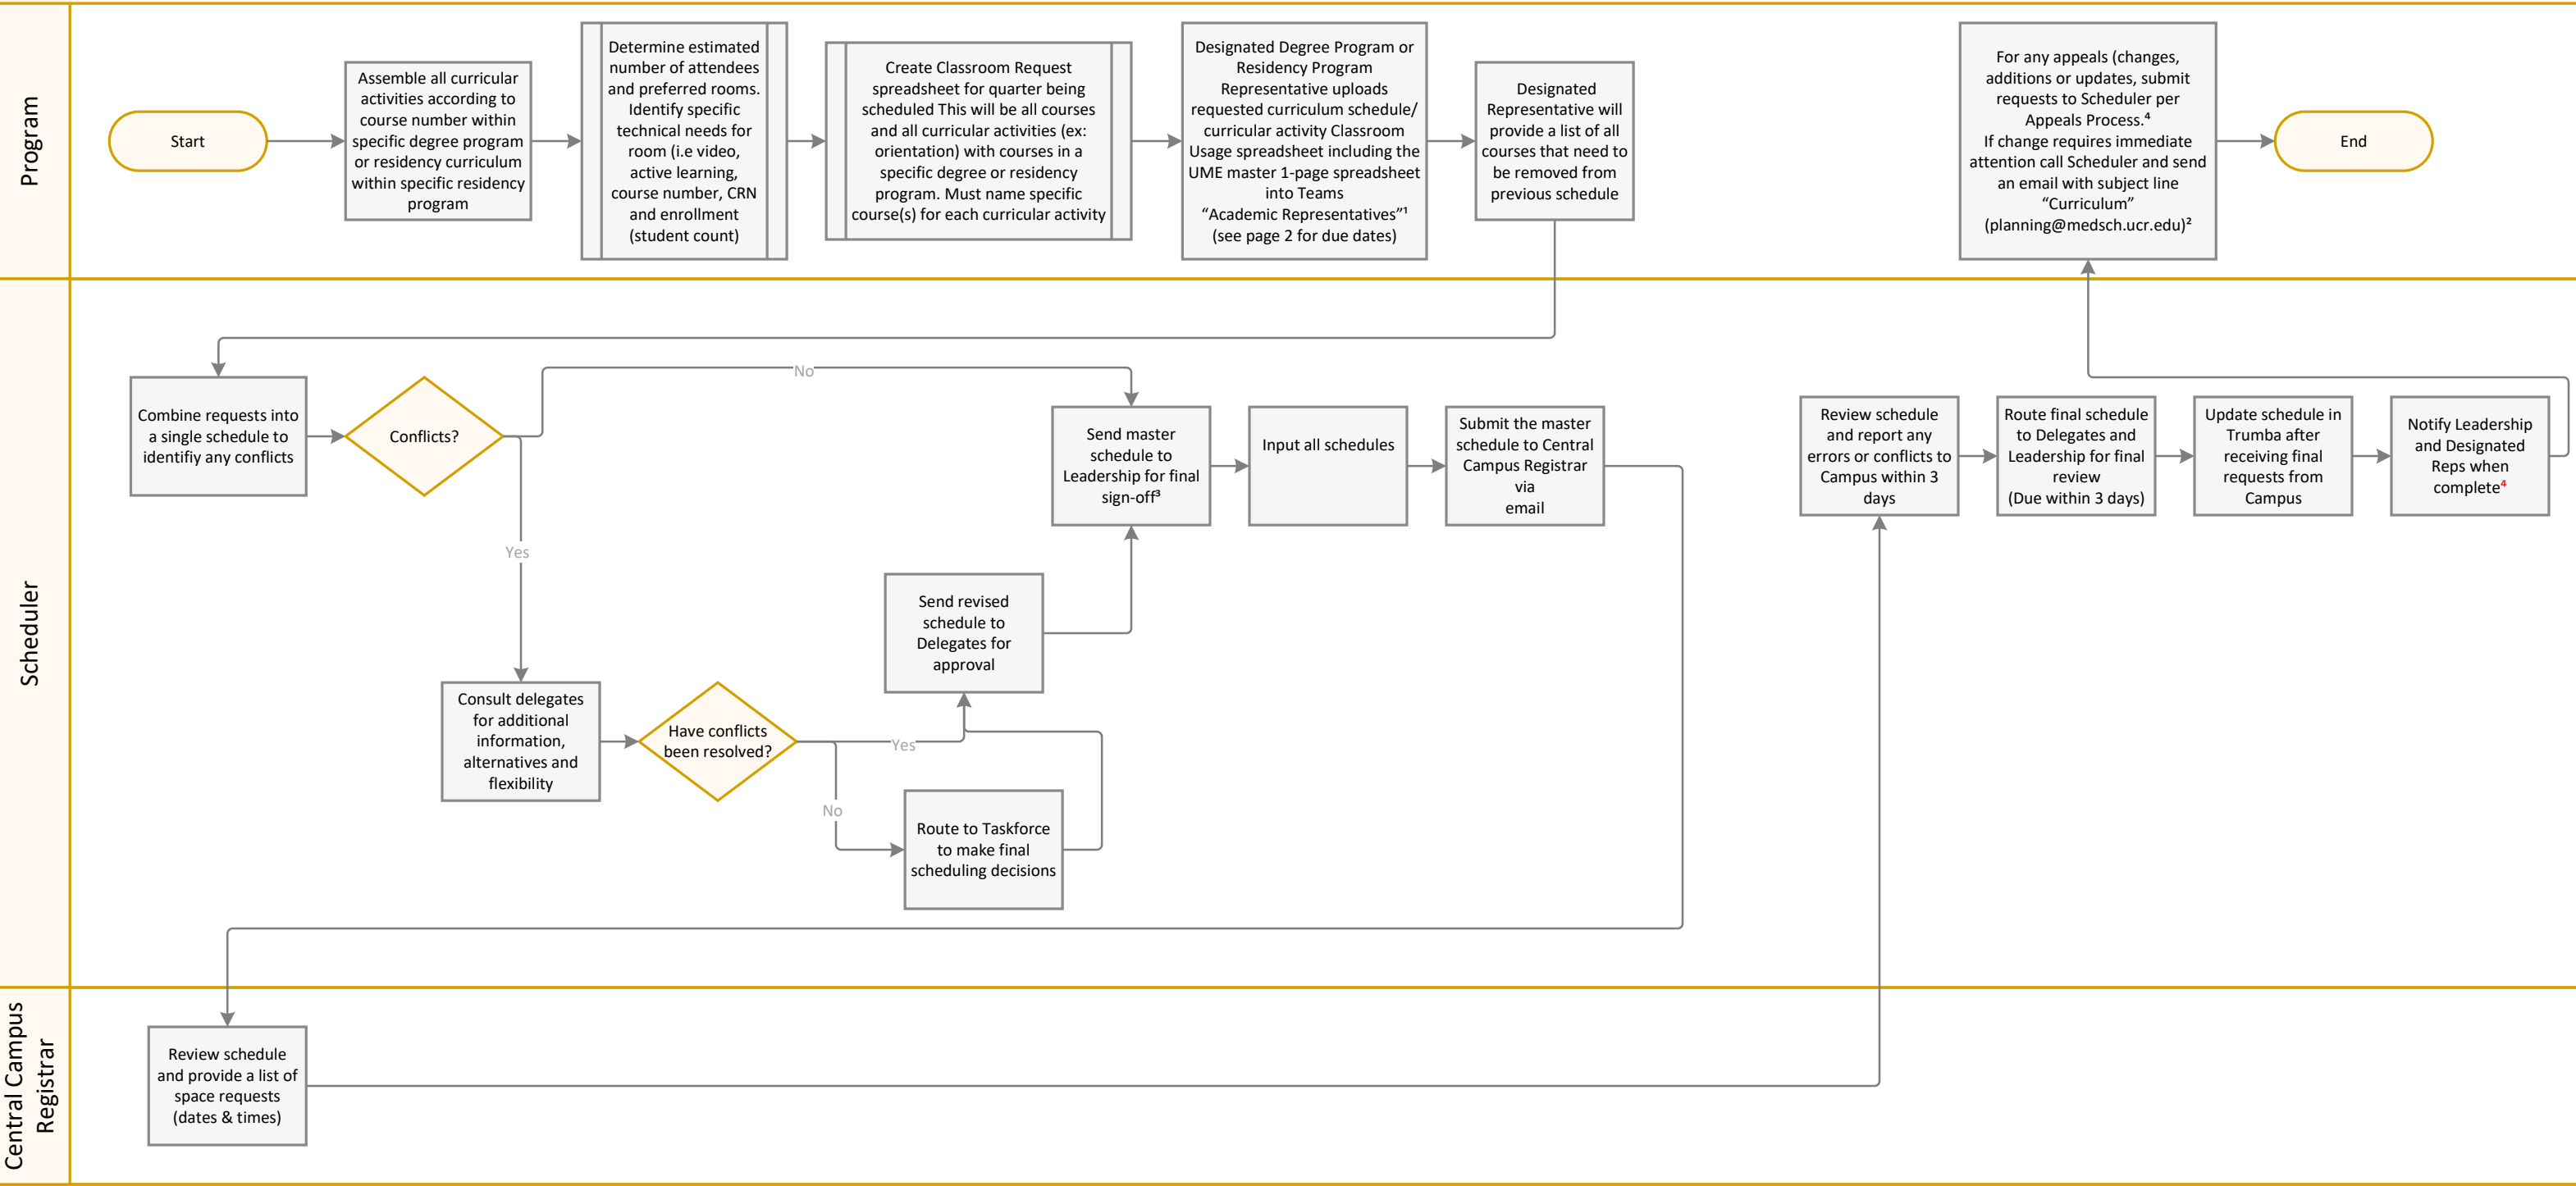 Program
Start
Assemble all curricular
activities according to
course number within
specific degree program
or residency curriculum
within specific residency
program
Determine estimated
number of attendees
and preferred rooms.
Identify specific
technical needs for
room (i.e video,
active learning,
course number, CRN
and enrollment
(student count)
Create Classroom Request
spreadsheet for quarter being
scheduled This will be all courses
and all curricular activities (ex:
orientation) with courses in a
specific degree or residency
program. Must name specific
course(s) for each curricular activity
Designated Degree Program or
Residency Program
Representative uploads
requested curriculum schedule/
curricular activity Classroom
Usage spreadsheet including the
UME master 1-page spreadsheet
into Teams
“Academic Representatives”¹
(see page 2 for due dates)
Designated
Representative will
provide a list of all
courses that need to
be removed from
previous schedule
For any appeals (changes,
additions or updates, submit
requests to Scheduler per
Appeals Process.⁴
If change requires immediate
attention call Scheduler and send
an email with subject line
“Curriculum”
(planning@medsch.ucr.edu)²
End
Scheduler
Combine requests into
a single schedule to
identifiy any conflicts
Conflicts?
No
Yes
Consult delegates
for additional
information,
alternatives and
flexibility
Have conflicts
been resolved?
Yes
No
Route to Taskforce
to make final
scheduling decisions
Send revised
schedule to
Delegates for
approval
Send master
schedule to
Leadership for final
sign-off³
Input all schedules
Submit the master
schedule to Central
Campus Registrar
via
email
Review schedule
and report any
errors or conflicts to
Campus within 3
days
Route final schedule
to Delegates and
Leadership for final
review
(Due within 3 days)
Update schedule in
Trumba after
receiving final
requests from
Campus
Notify Leadership
and Designated
Reps when
complete⁴
Central Campus
Registrar
Review schedule
and provide a list of
space requests
(dates & times)